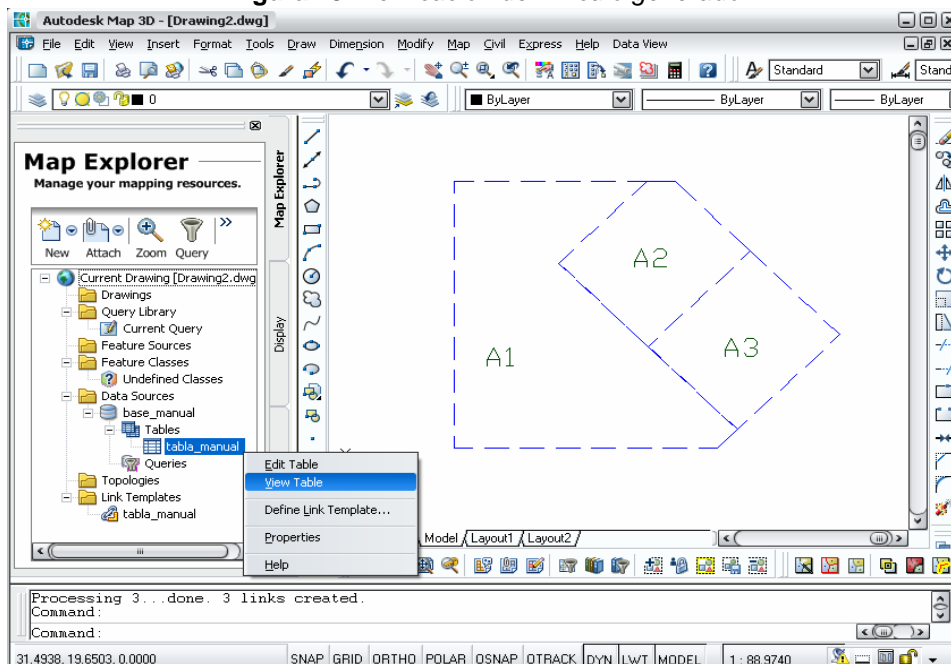 Autodesk Map 3D - [Drawing2.dwg]
File Edit View Insert Format Tools Draw Dimension Modify Map Civil Express Help Data View
Standard Stand
0 ByLayer ByLayer ByLayer
Map Explorer
Manage your mapping resources.
New Attach Zoom Query
Current Drawing [Drawing2.dwg
Drawings
Query Library
Current Query
Feature Sources
Feature Classes
Undefined Classes
Data Sources
base_manual
Tables
tabla_manual
Queries
Topologies
Link Templates
tabla_manual
Map Explorer
Display
A1
A2
A3
Edit Table
View Table
Define Link Template...
Properties
Help
Model Layout1 Layout2
Processing 3...done. 3 links created.
Command:
Command:
31.4938, 19.6503, 0.0000 SNAP GRID ORTHO POLAR OSNAP OTRACK DYN LWT MODEL 1 : 88.9740